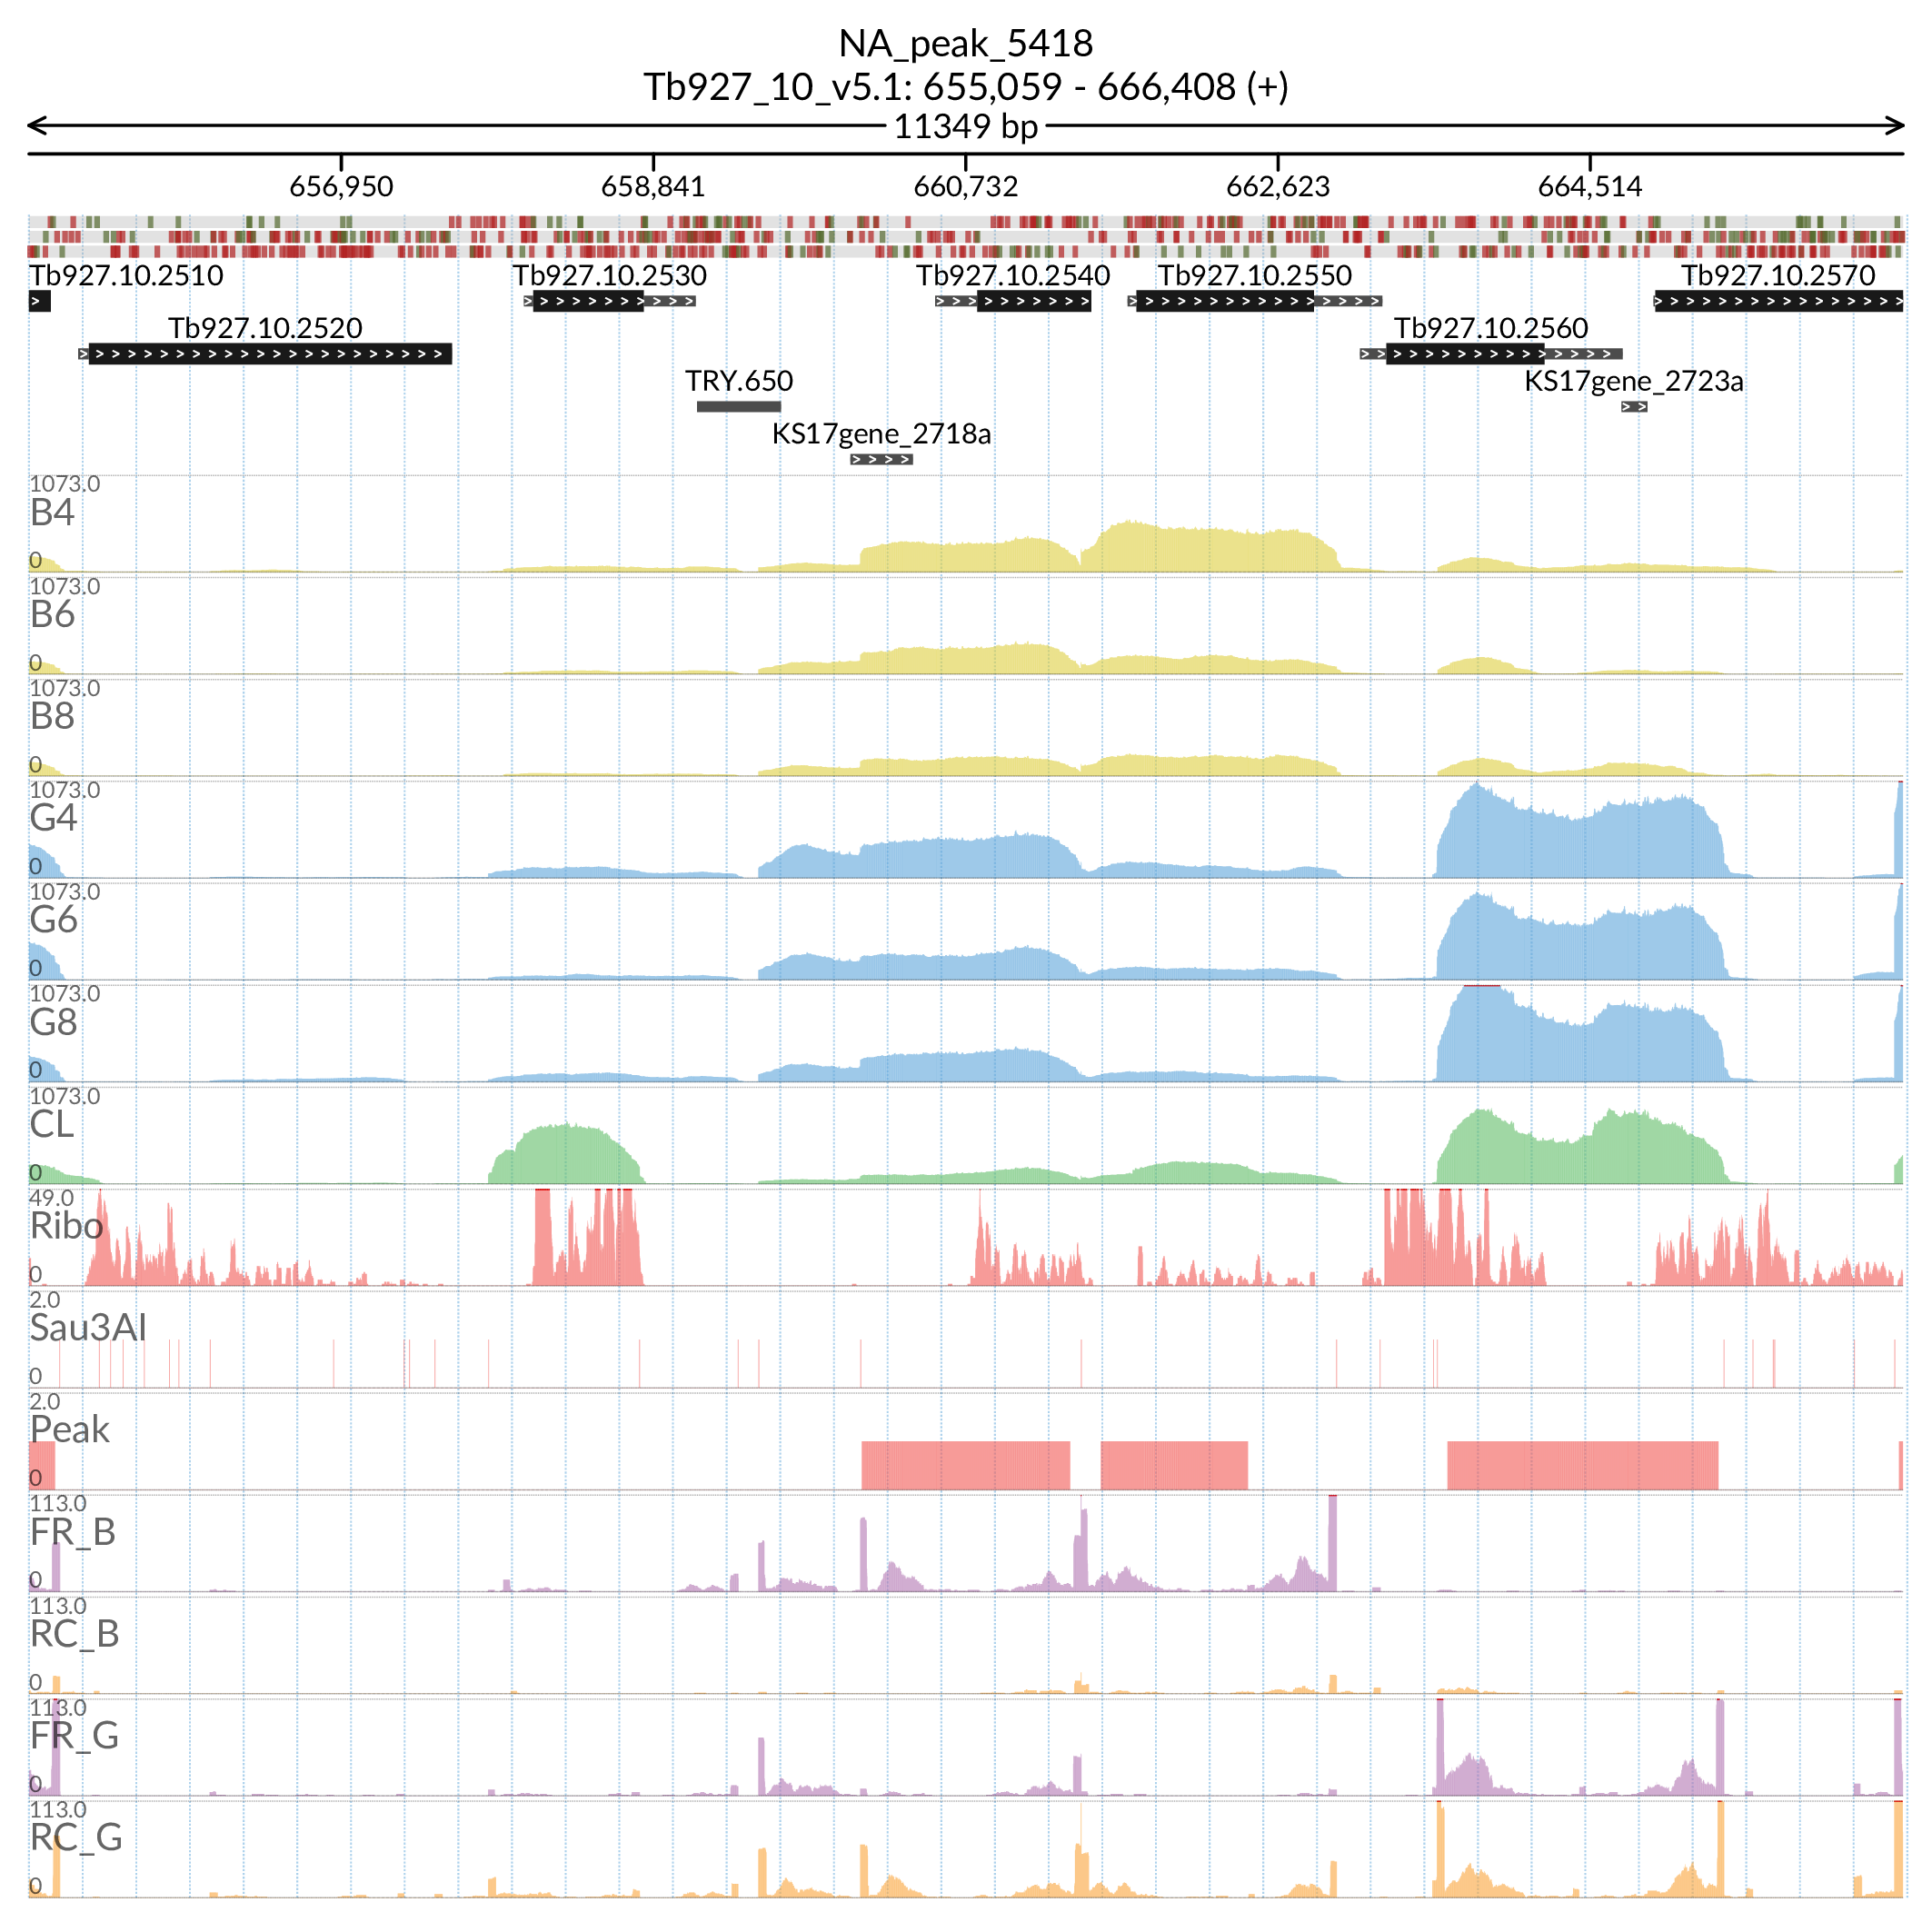 NA_peak_5418
Tb927_10_v5.1: 655,059 - 666,408 (+)
11349 bp
656,950 658,841 660,732 662,623 664,514
Tb927.10.2510 Tb927.10.2530 Tb927.10.2540 Tb927.10.2550 Tb927.10.2570
Tb927.10.2520 Tb927.10.2560
TRY.650 KS17gene_2723a
KS17gene_2718a
1073.0
B4
0
1073.0
B6
0
1073.0
B8
0
1073.0
G4
0
1073.0
G6
0
1073.0
G8
0
1073.0
CL
0
49.0
Ribo
0
2.0
Sau3AI
0
2.0
Peak
0
113.0
FR_B
0
113.0
RC_B
0
113.0
FR_G
0
113.0
RC_G
0